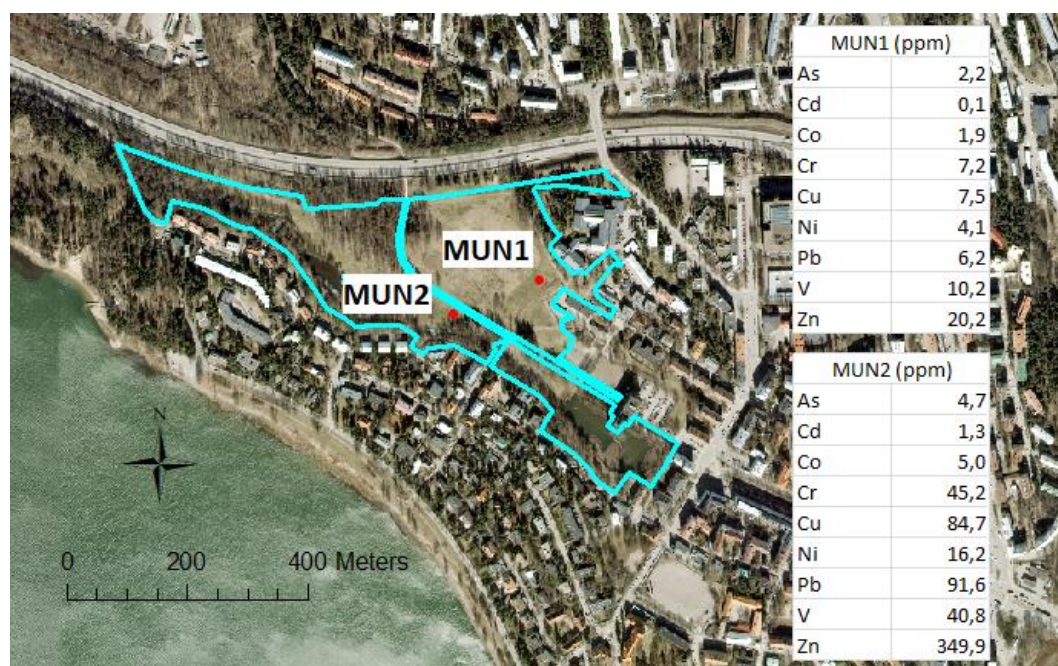 MUN1
MUN2
N
0 200 400 Meters
MUN1 (ppm)
As 2,2
Cd 0,1
Co 1,9
Cr 7,2
Cu 7,5
Ni 4,1
Pb 6,2
V 10,2
Zn 20,2
MUN2 (ppm)
As 4,7
Cd 1,3
Co 5,0
Cr 45,2
Cu 84,7
Ni 16,2
Pb 91,6
V 40,8
Zn 349,9